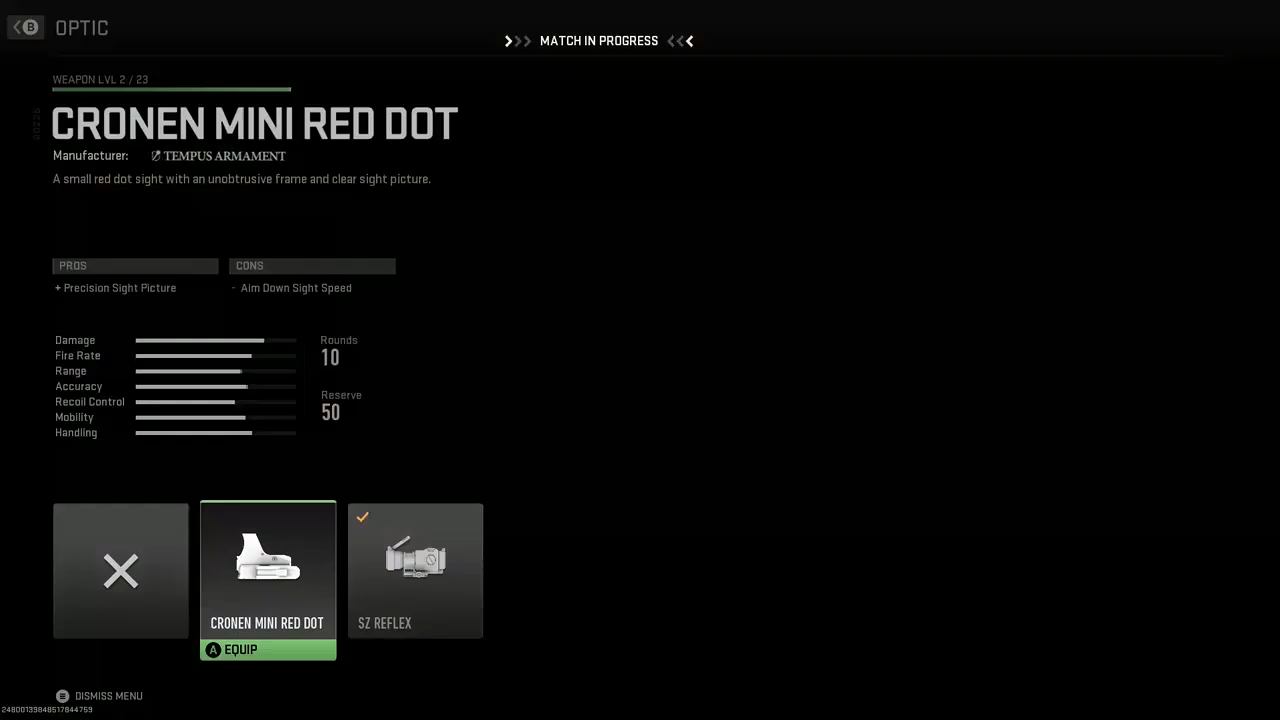 B OPTIC
MATCH IN PROGRESS
WEAPON LVL 2 / 23
CRONEN MINI RED DOT
Manufacturer: TEMPUS ARMAMENT
A small red dot sight with an unobtrusive frame and clear sight picture.
PROS CONS
+ Precision Sight Picture - Aim Down Sight Speed
Damage
Fire Rate
Range
Accuracy
Recoil Control
Mobility
Handling
Rounds
10
Reserve
50
CRONEN MINI RED DOT
A EQUIP
SZ REFLEX
DISMISS MENU
24800139848517844759